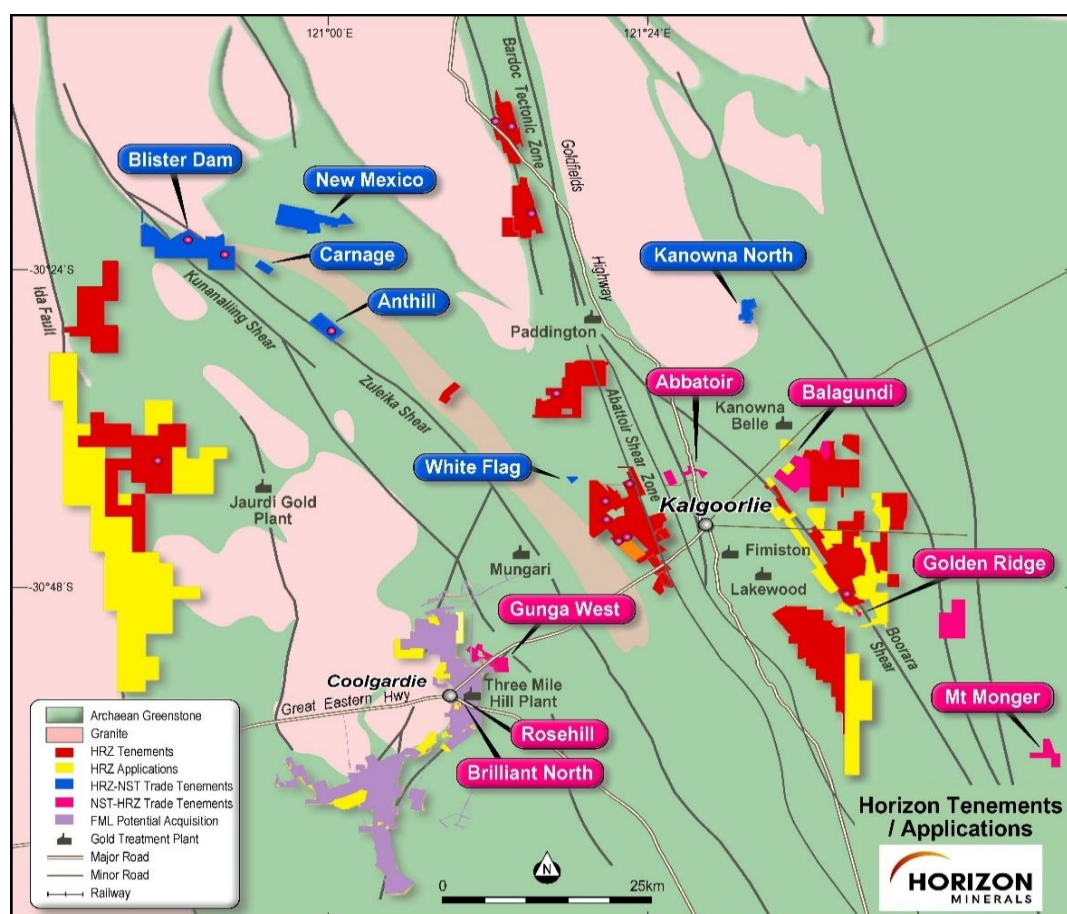 121°00'E
121°24'E
Bardoc Tectonic Zone
Goldfields
Highway
Blister Dam
New Mexico
Carnage
Kanowna North
-30°24'S
Ida Fault
Kunanalling Shear
Anthill
Paddington
Zuleika Shear
Abattoir Shear Zone
Abbatoir
Kanowna
Belle
Balagundi
White Flag
Jaurdi Gold
Plant
Kalgoorlie
Mungari
Fimiston
Lakewood
Golden Ridge
-30°48'S
Gunga West
Boorara
Shear
Coolgardie
Great Eastern Hwy
Three Mile
Hill Plant
Mt Monger
Rosehill
Brilliant North
Archaean Greenstone
Granite
HRZ Tenements
HRZ Applications
HRZ-NST Trade Tenements
NST-HRZ Trade Tenements
FML Potential Acquisition
Gold Treatment Plant
Major Road
Minor Road
Railway
N
0
25km
Horizon Tenements
/ Applications
HORIZON
MINERALS